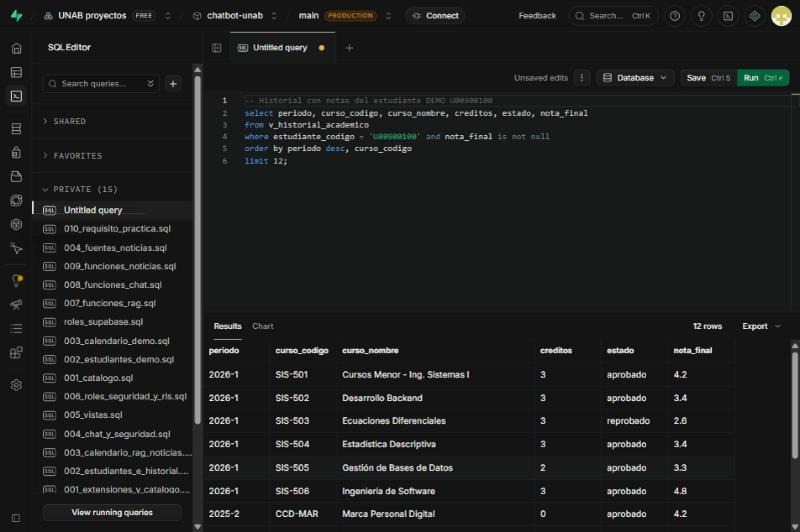 UNAB proyectos FREE chatbot-unab main PRODUCTION Connect Feedback Search... Ctrl K
SQL Editor
Untitled query
Search queries...
Unsaved edits Database Save Ctrl S Run Ctrl ↵
SHARED
FAVORITES
PRIVATE (15)
Untitled query
010_requisito_practica.sql
004_fuentes_noticias.sql
009_funciones_noticias.sql
008_funciones_chat.sql
007_funciones_rag.sql
roles_supabase.sql
003_calendario_demo.sql
002_estudiantes_demo.sql
001_catalogo.sql
006_roles_seguridad_y_rls.sql
005_vistas.sql
004_chat_y_seguridad.sql
003_calendario_rag_noticias....
002_estudiantes_e_historial....
001_extensiones_y_catalogo....
View running queries
1 -- Historial con notas del estudiante DEMO U00900100
2 select periodo, curso_codigo, curso_nombre, creditos, estado, nota_final
3 from v_historial_academico
4 where estudiante_codigo = 'U00900100' and nota_final is not null
5 order by periodo desc, curso_codigo
6 limit 12;
Results Chart 12 rows Export
periodo curso_codigo curso_nombre creditos estado nota_final
2026-1 SIS-501 Cursos Menor - Ing. Sistemas I 3 aprobado 4.2
2026-1 SIS-502 Desarrollo Backend 3 aprobado 3.4
2026-1 SIS-503 Ecuaciones Diferenciales 3 reprobado 2.6
2026-1 SIS-504 Estadística Descriptiva 3 aprobado 3.4
2026-1 SIS-505 Gestión de Bases de Datos 2 aprobado 3.3
2026-1 SIS-506 Ingeniería de Software 3 aprobado 4.8
2025-2 CCD-MAR Marca Personal Digital 0 aprobado 4.2